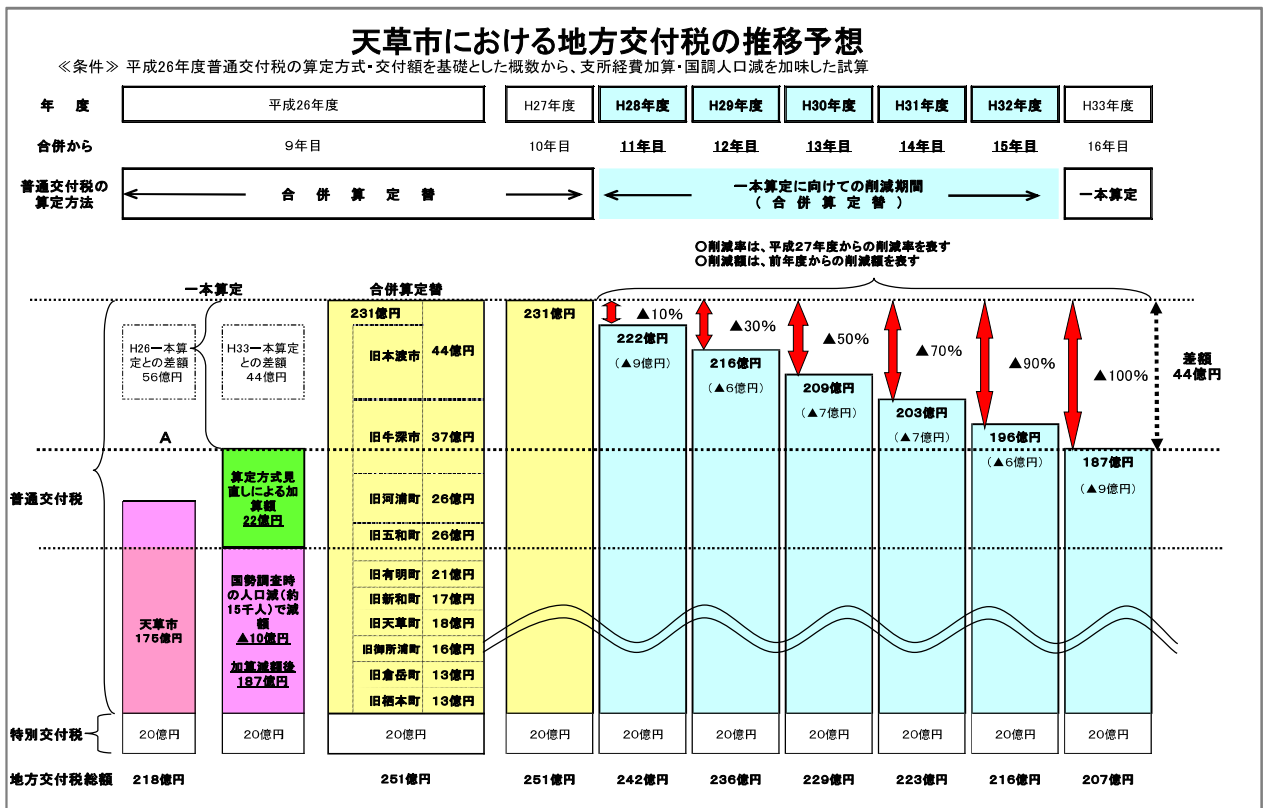 天草市における地方交付税の推移予想
≪条件≫ 平成26年度普通交付税の算定方式・交付額を基礎とした概数から、支所経費加算・国調人口減を加味した試算
年 度
平成26年度
H27年度
H28年度
H29年度
H30年度
H31年度
H32年度
H33年度
合併から
9年目
10年目
11年目
12年目
13年目
14年目
15年目
16年目
普通交付税の
算定方法
合 併 算 定 替
一本算定に向けての削減期間
( 合 併 算 定 替 )
一本算定
○削減率は、平成27年度からの削減率を表す
○削減額は、前年度からの削減額を表す
一本算定
合併算定替
H26一本算
定との差額
56億円
H33一本算定
との差額
44億円
A
普通交付税
天草市
175億円
算定方式見
直しによる加
算額
22億円
国勢調査時
の人口減(約
15千人)で減
額
▲10億円
加算減額後
187億円
231億円
旧本渡市
44億円
旧牛深市
37億円
旧河浦町
26億円
旧五和町
26億円
旧有明町
21億円
旧新和町
17億円
旧天草町
18億円
旧御所浦町
16億円
旧倉岳町
13億円
旧栖本町
13億円
231億円
▲10%
222億円
(▲9億円)
▲30%
216億円
(▲6億円)
▲50%
209億円
(▲7億円)
▲70%
203億円
(▲7億円)
▲90%
196億円
(▲6億円)
▲100%
187億円
(▲9億円)
差額
44億円
特別交付税
20億円
20億円
20億円
20億円
20億円
20億円
20億円
20億円
20億円
20億円
地方交付税総額
218億円
251億円
251億円
242億円
236億円
229億円
223億円
216億円
207億円